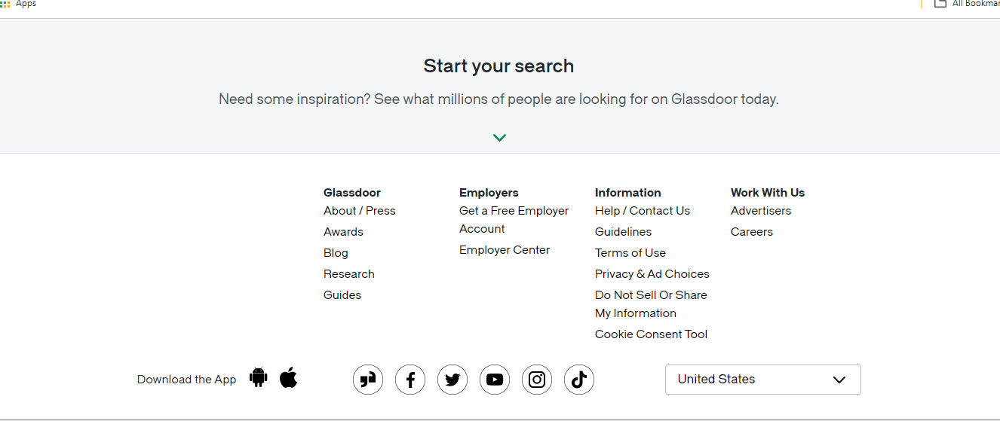 Apps
All Bookmar
Start your search
Need some inspiration? See what millions of people are looking for on Glassdoor today.
Glassdoor
About / Press
Awards
Blog
Research
Guides
Employers
Get a Free Employer
Account
Employer Center
Information
Help / Contact Us
Guidelines
Terms of Use
Privacy & Ad Choices
Do Not Sell Or Share
My Information
Cookie Consent Tool
Work With Us
Advertisers
Careers
Download the App
United States